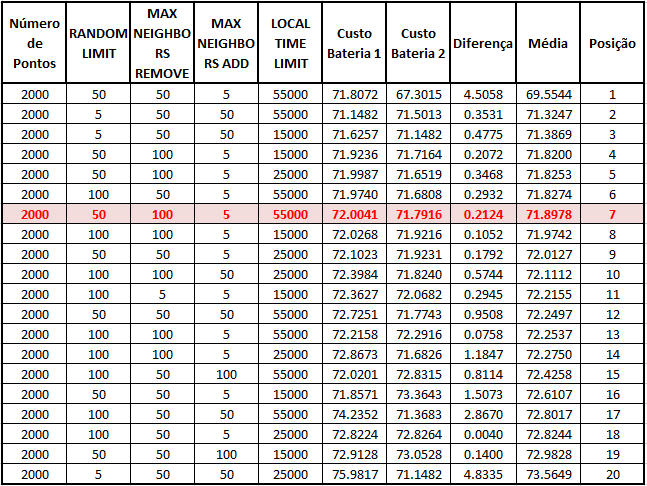 Número de Pontos RANDOM LIMIT MAX NEIGHBO RS REMOVE MAX NEIGHBO RS ADD LOCAL TIME LIMIT Custo Bateria 1 Custo Bateria 2 Diferença Média Posição
2000 50 50 5 55000 71.8072 67.3015 4.5058 69.5544 1
2000 5 50 50 55000 71.1482 71.5013 0.3531 71.3247 2
2000 5 50 50 15000 71.6257 71.1482 0.4775 71.3869 3
2000 50 100 5 15000 71.9236 71.7164 0.2072 71.8200 4
2000 50 100 5 25000 71.9987 71.6519 0.3468 71.8253 5
2000 100 50 5 55000 71.9740 71.6808 0.2932 71.8274 6
2000 50 100 5 55000 72.0041 71.7916 0.2124 71.8978 7
2000 100 100 5 15000 72.0268 71.9216 0.1052 71.9742 8
2000 50 50 5 25000 72.1023 71.9231 0.1792 72.0127 9
2000 100 100 50 25000 72.3984 71.8240 0.5744 72.1112 10
2000 100 5 5 15000 72.3627 72.0682 0.2945 72.2155 11
2000 50 50 50 55000 72.7251 71.7743 0.9508 72.2497 12
2000 100 100 5 55000 72.2158 72.2916 0.0758 72.2537 13
2000 100 100 5 25000 72.8673 71.6826 1.1847 72.2750 14
2000 100 50 100 55000 72.0201 72.8315 0.8114 72.4258 15
2000 50 50 5 15000 71.8571 73.3643 1.5073 72.6107 16
2000 100 50 50 55000 74.2352 71.3683 2.8670 72.8017 17
2000 100 50 5 25000 72.8224 72.8264 0.0040 72.8244 18
2000 50 50 100 15000 72.9128 73.0528 0.1400 72.9828 19
2000 5 50 50 25000 75.9817 71.1482 4.8335 73.5649 20